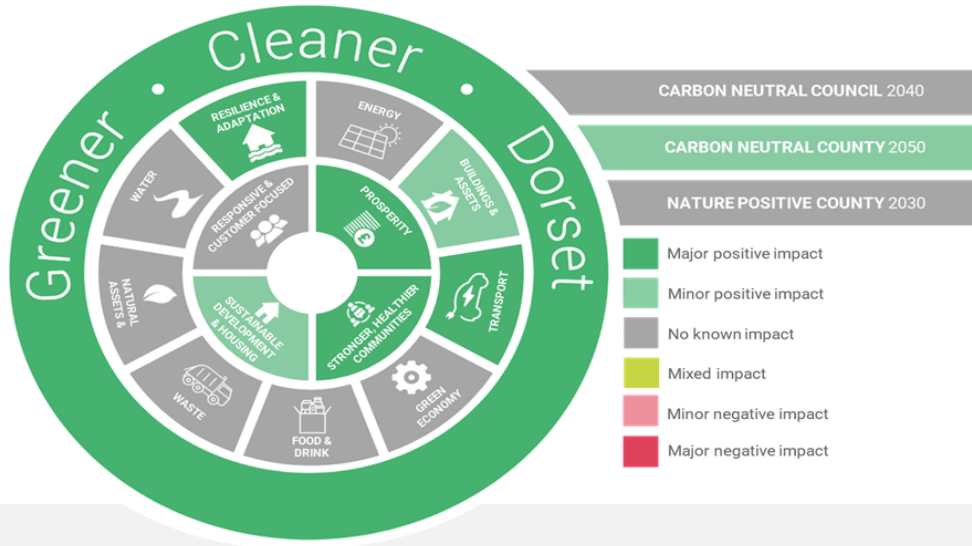 Greener • Cleaner • Dorset
RESILIENCE &
ADAPTATION
ENERGY
BUILDINGS &
ASSETS
TRANSPORT
GREEN
ECONOMY
FOOD &
DRINK
WASTE
NATURAL
ASSETS &
WATER
RESPONSIVE &
CUSTOMER FOCUSED
PROSPERITY
£
STRONGER, HEALTHIER
COMMUNITIES
SUSTAINABLE
DEVELOPMENT
& HOUSING
CARBON NEUTRAL COUNCIL 2040
CARBON NEUTRAL COUNTY 2050
NATURE POSITIVE COUNTY 2030
Major positive impact
Minor positive impact
No known impact
Mixed impact
Minor negative impact
Major negative impact